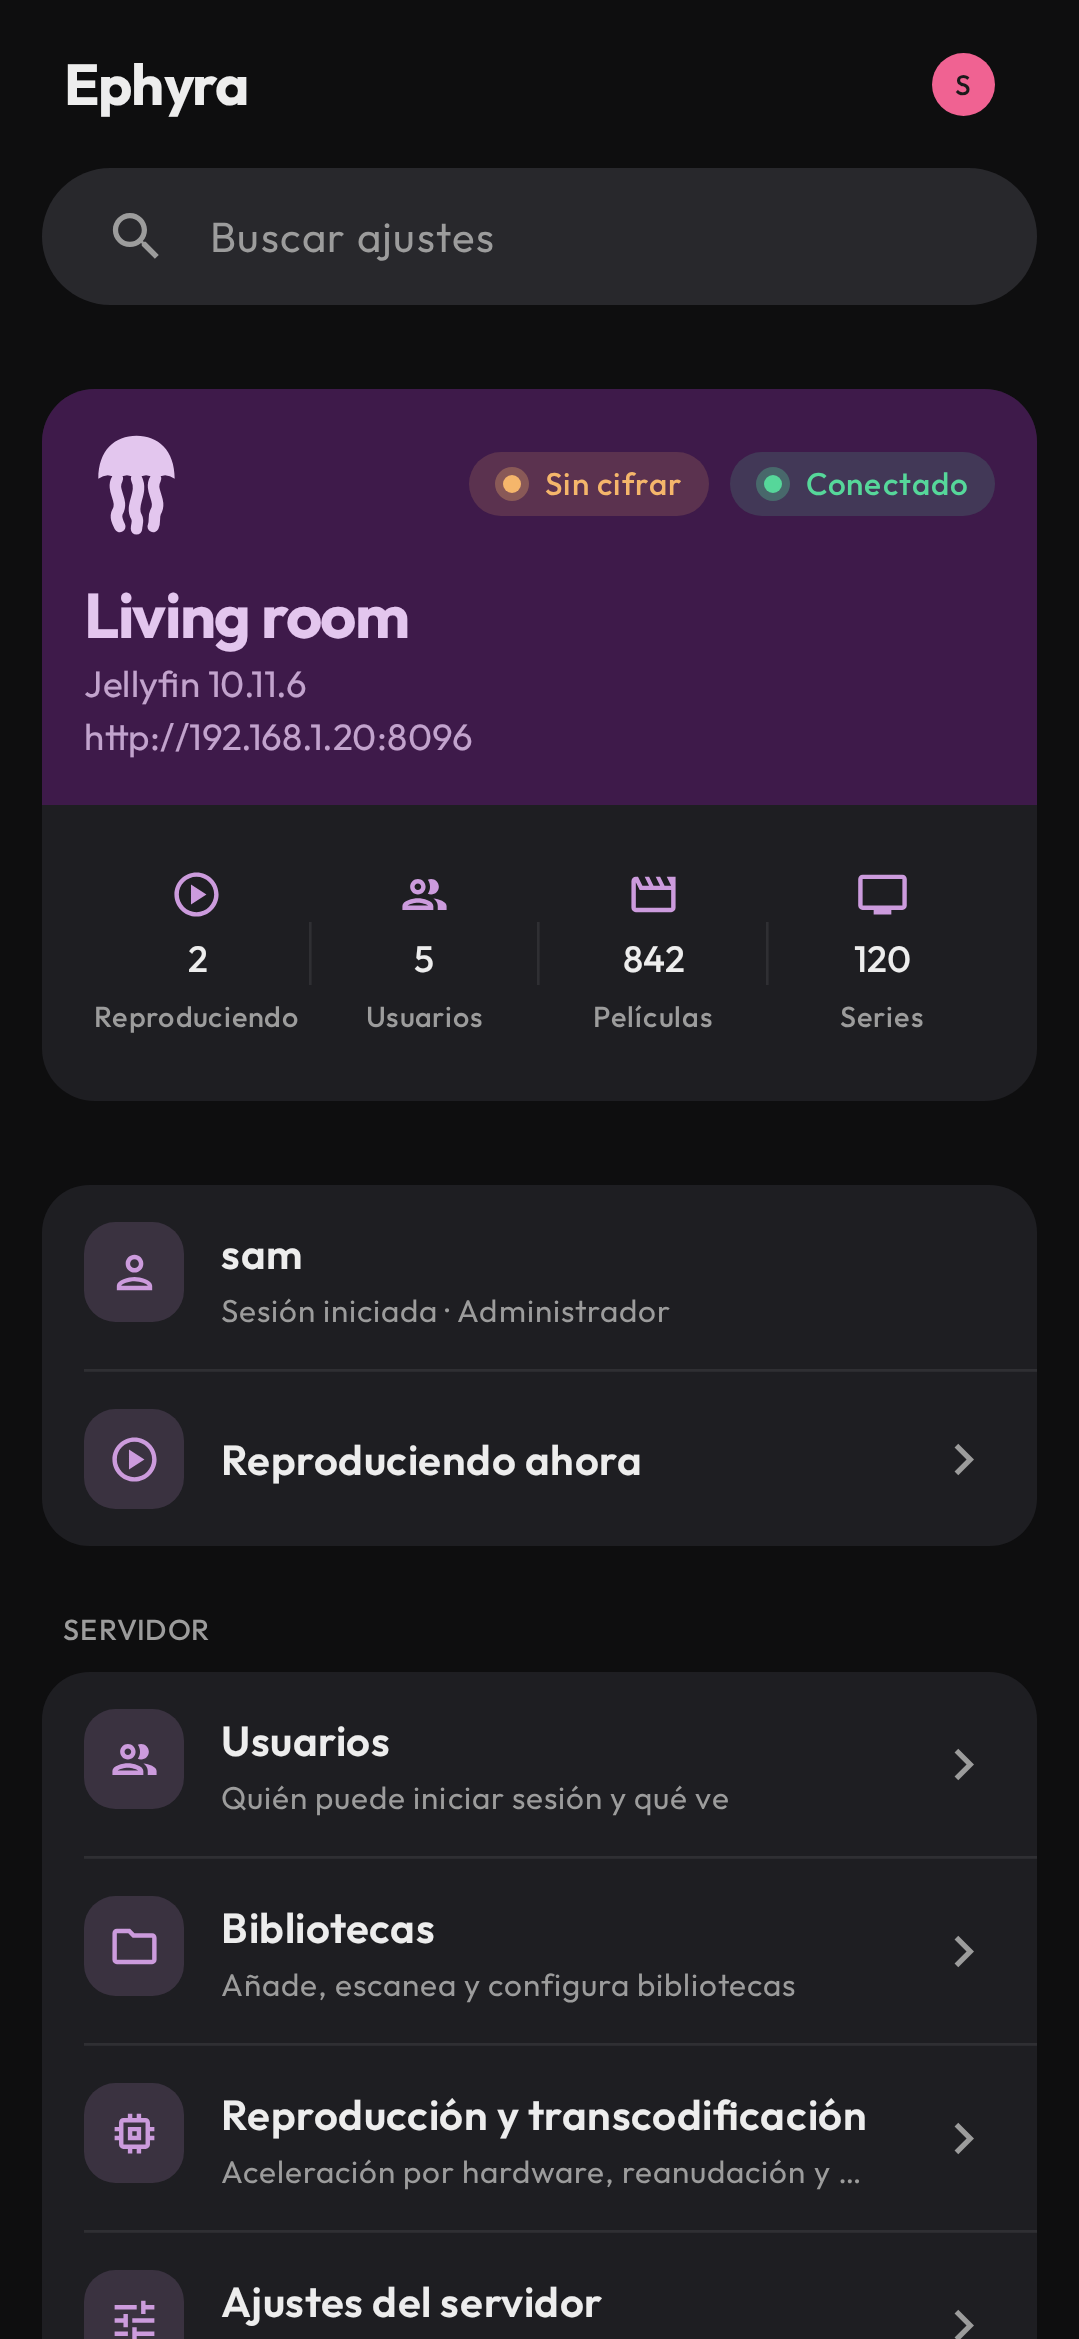 Ephyra
S
Buscar ajustes
Sin cifrar
Conectado
Living room
Jellyfin 10.11.6
http://192.168.1.20:8096
2
5
842
120
Reproduciendo
Usuarios
Películas
Series
sam
Sesión iniciada · Administrador
Reproduciendo ahora
SERVIDOR
Usuarios
Quién puede iniciar sesión y qué ve
Bibliotecas
Añade, escanea y configura bibliotecas
Reproducción y transcodificación
Aceleración por hardware, reanudación y ...
Ajustes del servidor